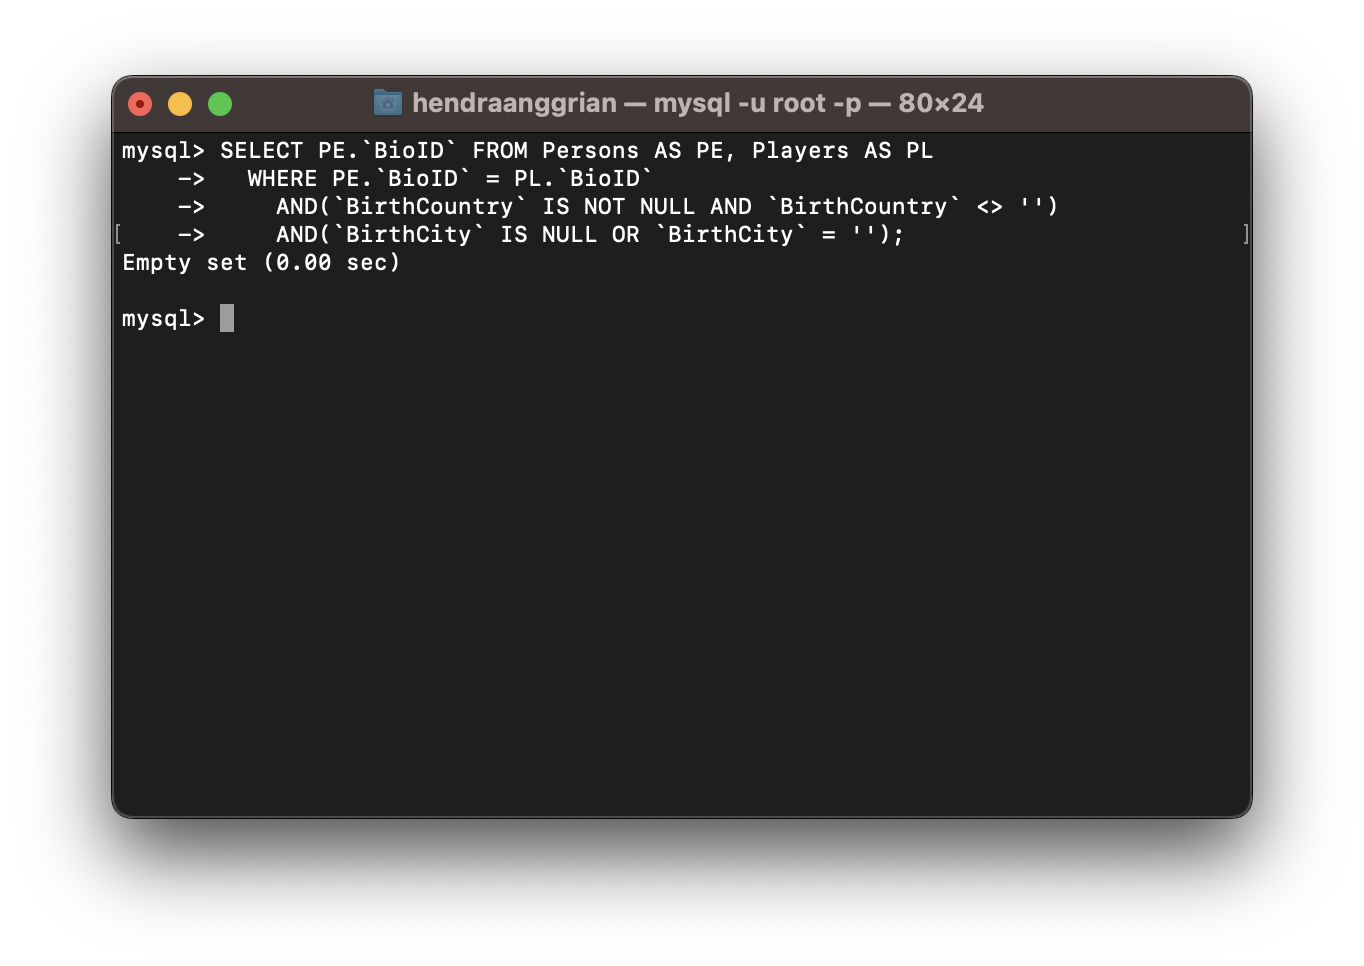 hendraanggrian — mysql -u root -p — 80×24
mysql> SELECT PE.`BioID` FROM Persons AS PE, Players AS PL
    ->   WHERE PE.`BioID` = PL.`BioID`
    ->     AND(`BirthCountry` IS NOT NULL AND `BirthCountry` <> '')
[    ->     AND(`BirthCity` IS NULL OR `BirthCity` = '');                        ]
Empty set (0.00 sec)
mysql>